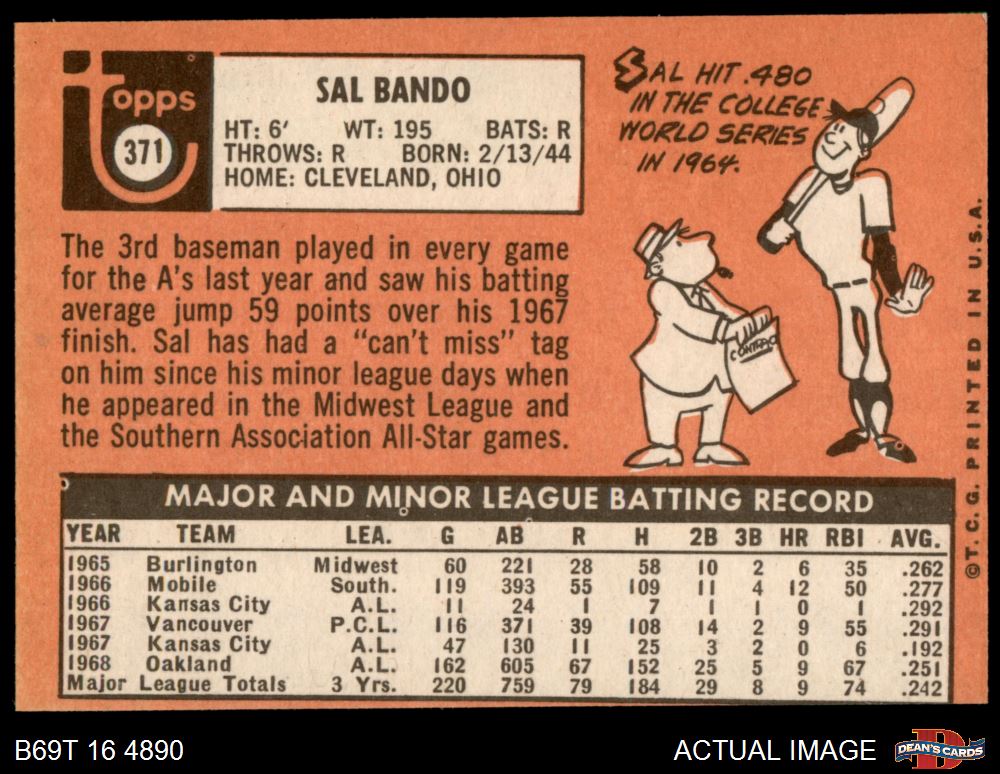 Topps
371
SAL BANDO
HT: 6' WT: 195 BATS: R
THROWS: R BORN: 2/13/44
HOME: CLEVELAND, OHIO
SAL HIT .480
IN THE COLLEGE
WORLD SERIES
IN 1964.
CONTRACT
The 3rd baseman played in every game
for the A's last year and saw his batting
average jump 59 points over his 1967
finish. Sal has had a "can't miss" tag
on him since his minor league days when
he appeared in the Midwest League and
the Southern Association All-Star games.
MAJOR AND MINOR LEAGUE BATTING RECORD
YEAR TEAM LEA. G AB R H 2B 3B HR RBI AVG.
1965 Burlington Midwest 60 221 28 58 10 2 6 35 .262
1966 Mobile South. 119 393 55 109 11 4 12 50 .277
1966 Kansas City A.L. 11 24 1 7 1 1 0 1 .292
1967 Vancouver P.C.L. 116 371 39 108 14 2 9 55 .291
1967 Kansas City A.L. 47 130 11 25 3 2 0 6 .192
1968 Oakland A.L. 162 605 67 152 25 5 9 67 .251
Major League Totals 3 Yrs. 220 759 79 184 29 8 9 74 .242
©T. C. G. PRINTED IN U.S.A.
B69T 16 4890
ACTUAL IMAGE
DEAN'S CARDS